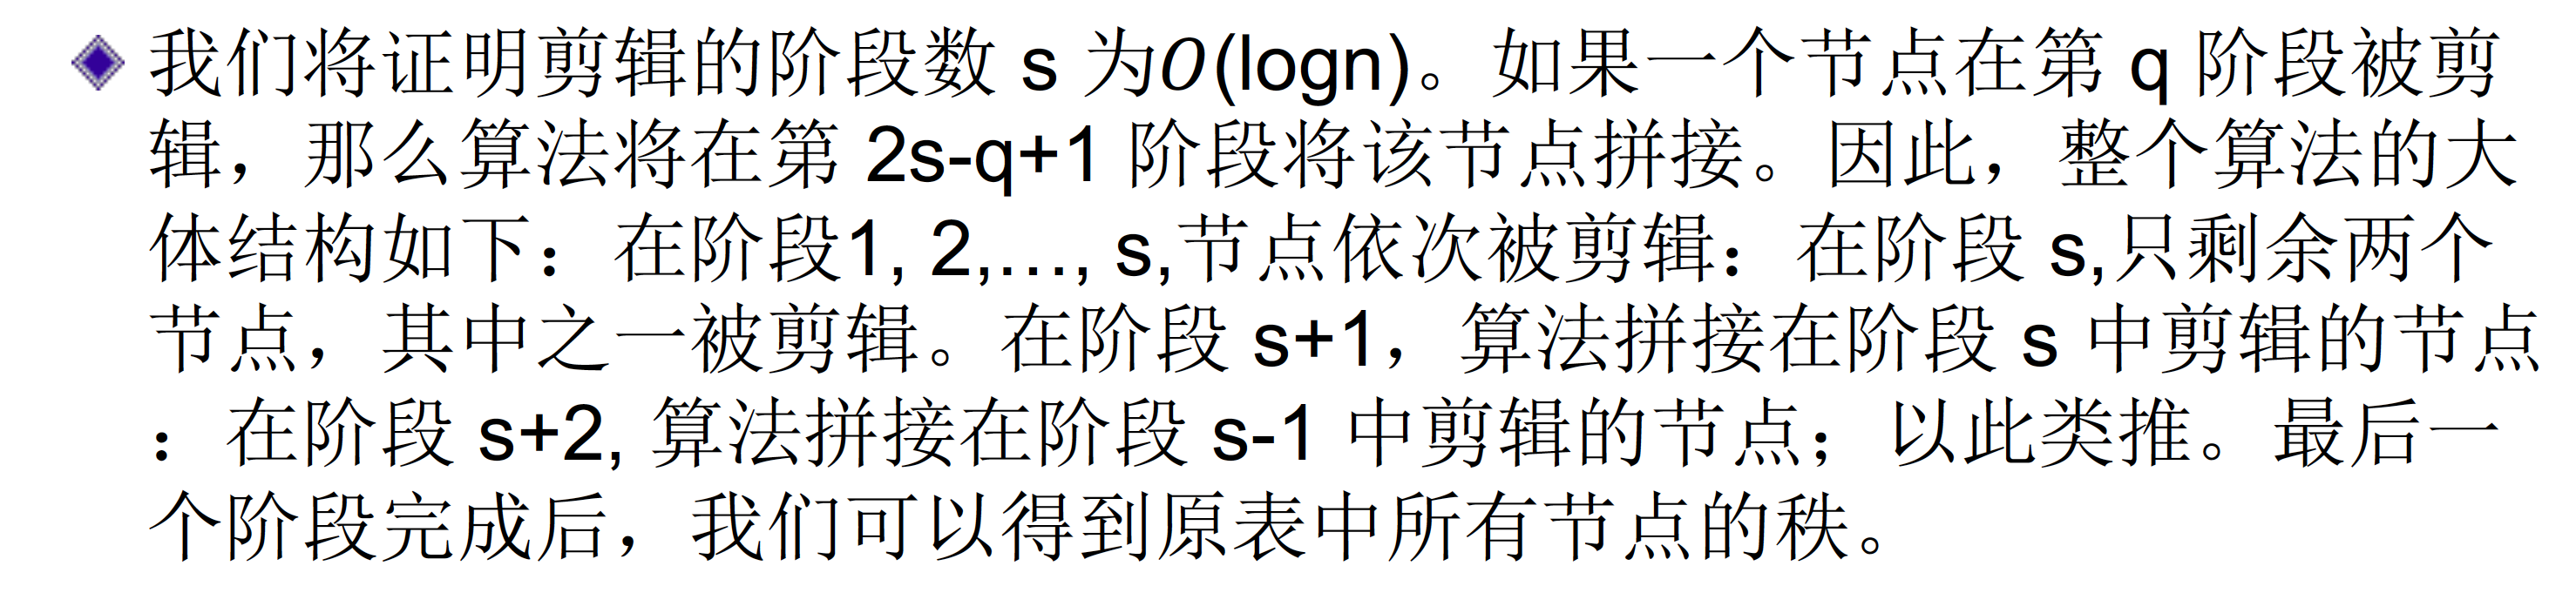 我们将证明剪辑的阶段数 s 为O(logn)。如果一个节点在第 q 阶段被剪
辑，那么算法将在第 2s-q+1 阶段将该节点拼接。因此，整个算法的大
体结构如下：在阶段1, 2,…, s,节点依次被剪辑：在阶段 s,只剩余两个
节点，其中之一被剪辑。在阶段 s+1，算法拼接在阶段 s 中剪辑的节点
：在阶段 s+2, 算法拼接在阶段 s-1 中剪辑的节点；以此类推。最后一
个阶段完成后，我们可以得到原表中所有节点的秩。